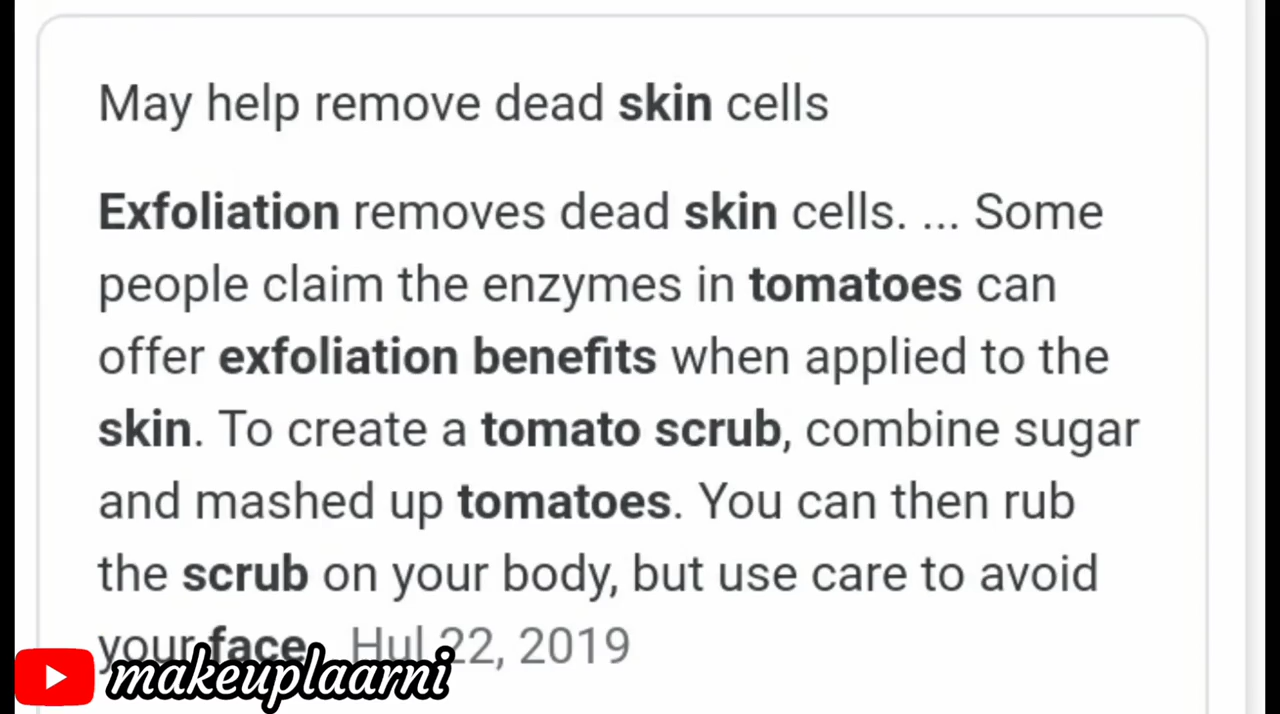 May help remove dead skin cells
Exfoliation removes dead skin cells. ... Some
people claim the enzymes in tomatoes can
offer exfoliation benefits when applied to the
skin. To create a tomato scrub, combine sugar
and mashed up tomatoes. You can then rub
the scrub on your body, but use care to avoid
your face. Hul 22, 2019
makeuplaarni